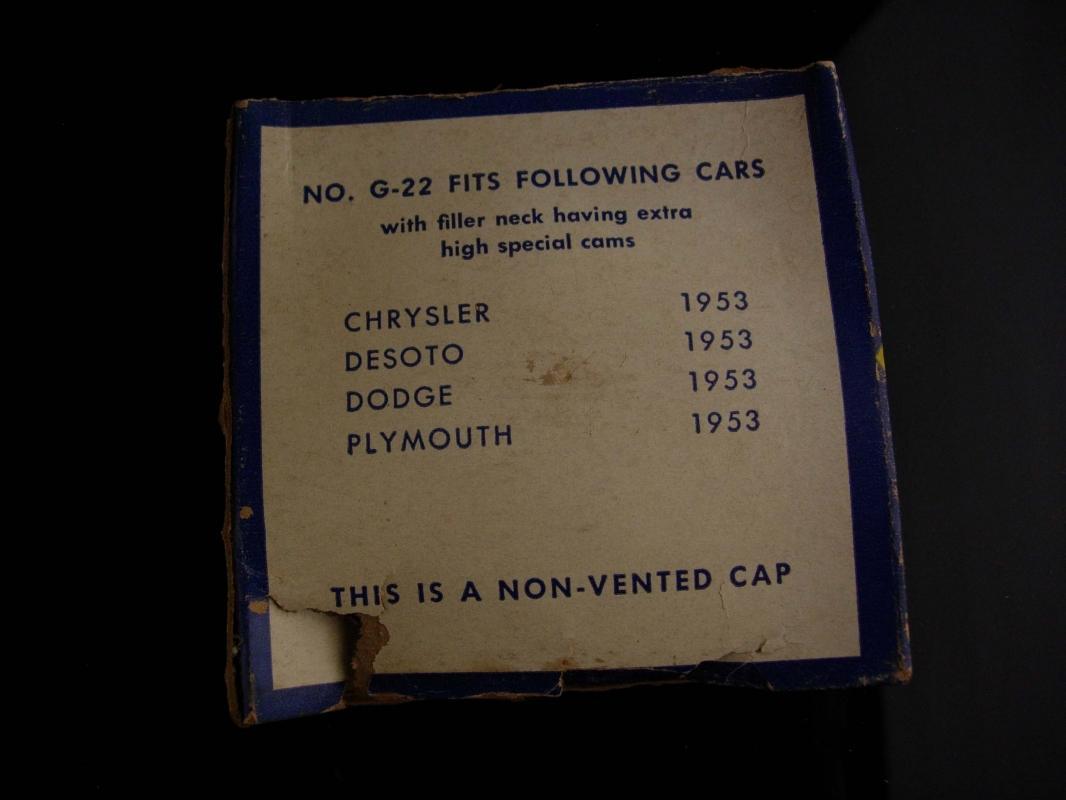 NO. G-22 FITS FOLLOWING CARS
with filler neck having extra
high special cams
CHRYSLER 1953
DESOTO 1953
DODGE 1953
PLYMOUTH 1953
THIS IS A NON-VENTED CAP